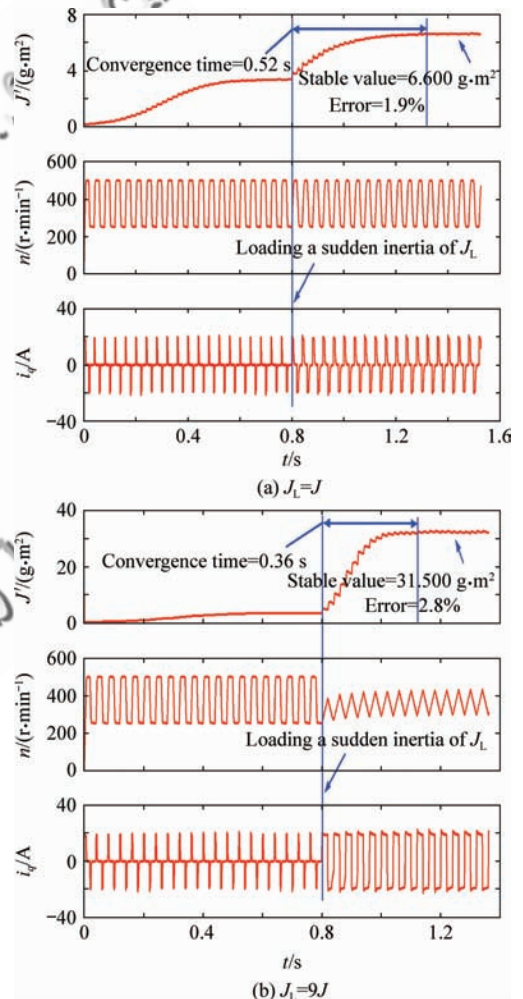 8
Convergence time=0.52 s
4
Stable value=6.600 g·m²
Error=1.9%
0
J'/(g·m²)
600
400
200
0
n/(r·min⁻¹)
Loading a sudden inertia of J_L
40
0
−40
i_q/A
0 0.4 0.8 1.2 1.6
t/s
(a) J_L=J
40
Convergence time=0.36 s
20
Stable value=31.500 g·m²
Error=2.8%
0
J'/(g·m²)
600
400
200
0
n/(r·min⁻¹)
Loading a sudden inertia of J_L
40
20
0
−40
i_q/A
0 0.4 0.8 1.2
t/s
(b) J_L=9J